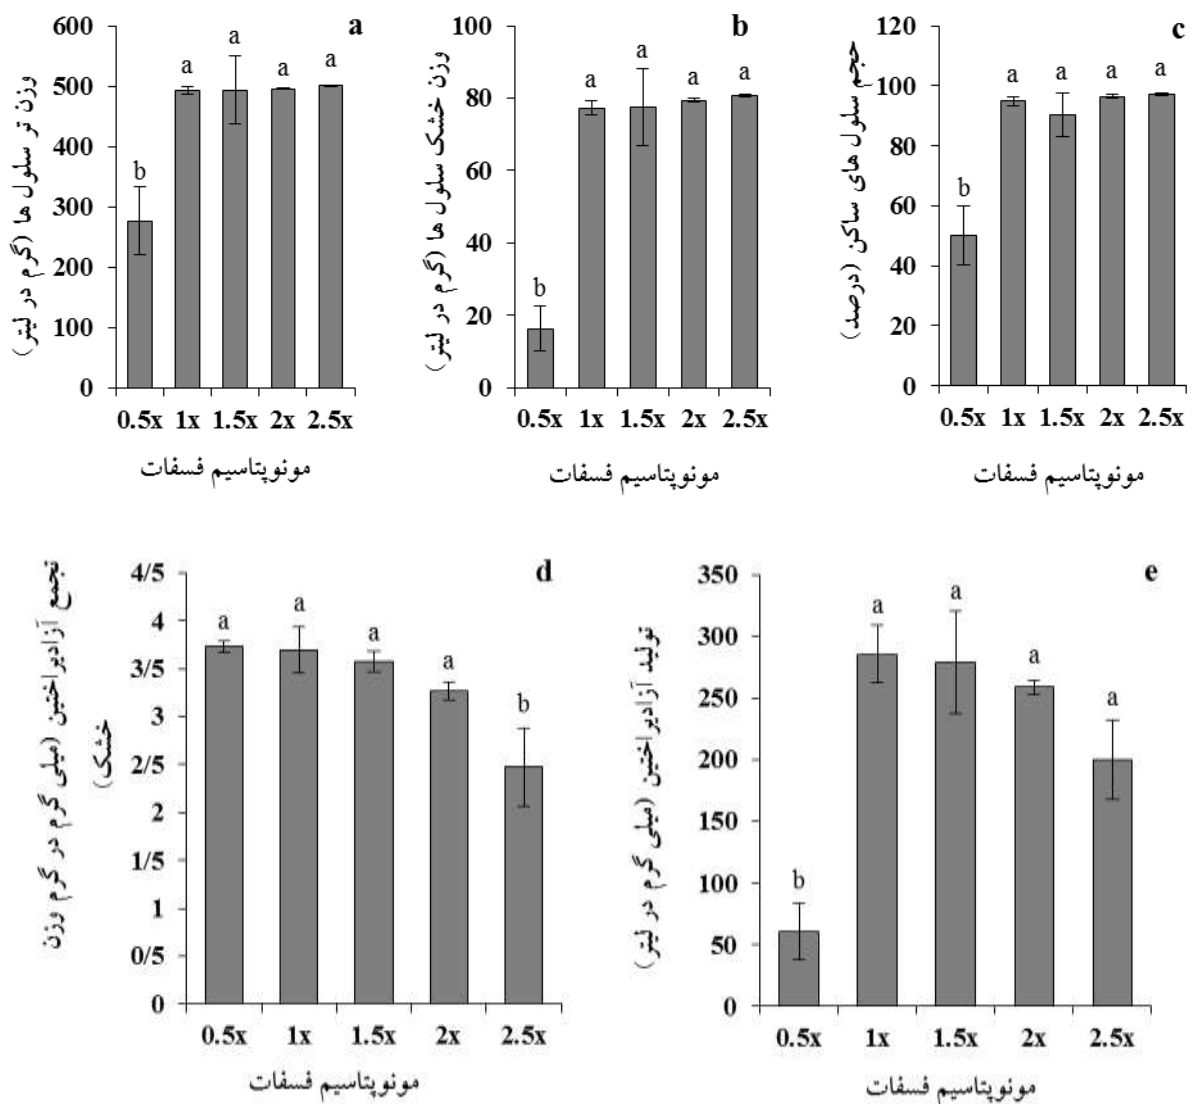 a
وزن تر سلول ها (گرم در لیتر)
600
500
400
300
200
100
0
b
a
a
a
a
0.5x 1x 1.5x 2x 2.5x
مونوپتاسیم فسفات
b
وزن خشک سلول ها (گرم در لیتر)
100
80
60
40
20
0
b
a
a
a
a
0.5x 1x 1.5x 2x 2.5x
مونوپتاسیم فسفات
c
حجم سلول های ساکن (درصد)
120
100
80
60
40
20
0
b
a
a
a
a
0.5x 1x 1.5x 2x 2.5x
مونوپتاسیم فسفات
d
تجمع آزادیراختین (میلی گرم در گرم وزن
خشک)
4/5
4
3/5
3
2/5
2
1/5
1
0/5
0
a
a
a
a
b
0.5x 1x 1.5x 2x 2.5x
مونوپتاسیم فسفات
e
تولید آزادیراختین (میلی گرم در لیتر)
350
300
250
200
150
100
50
0
b
a
a
a
a
0.5x 1x 1.5x 2x 2.5x
مونوپتاسیم فسفات